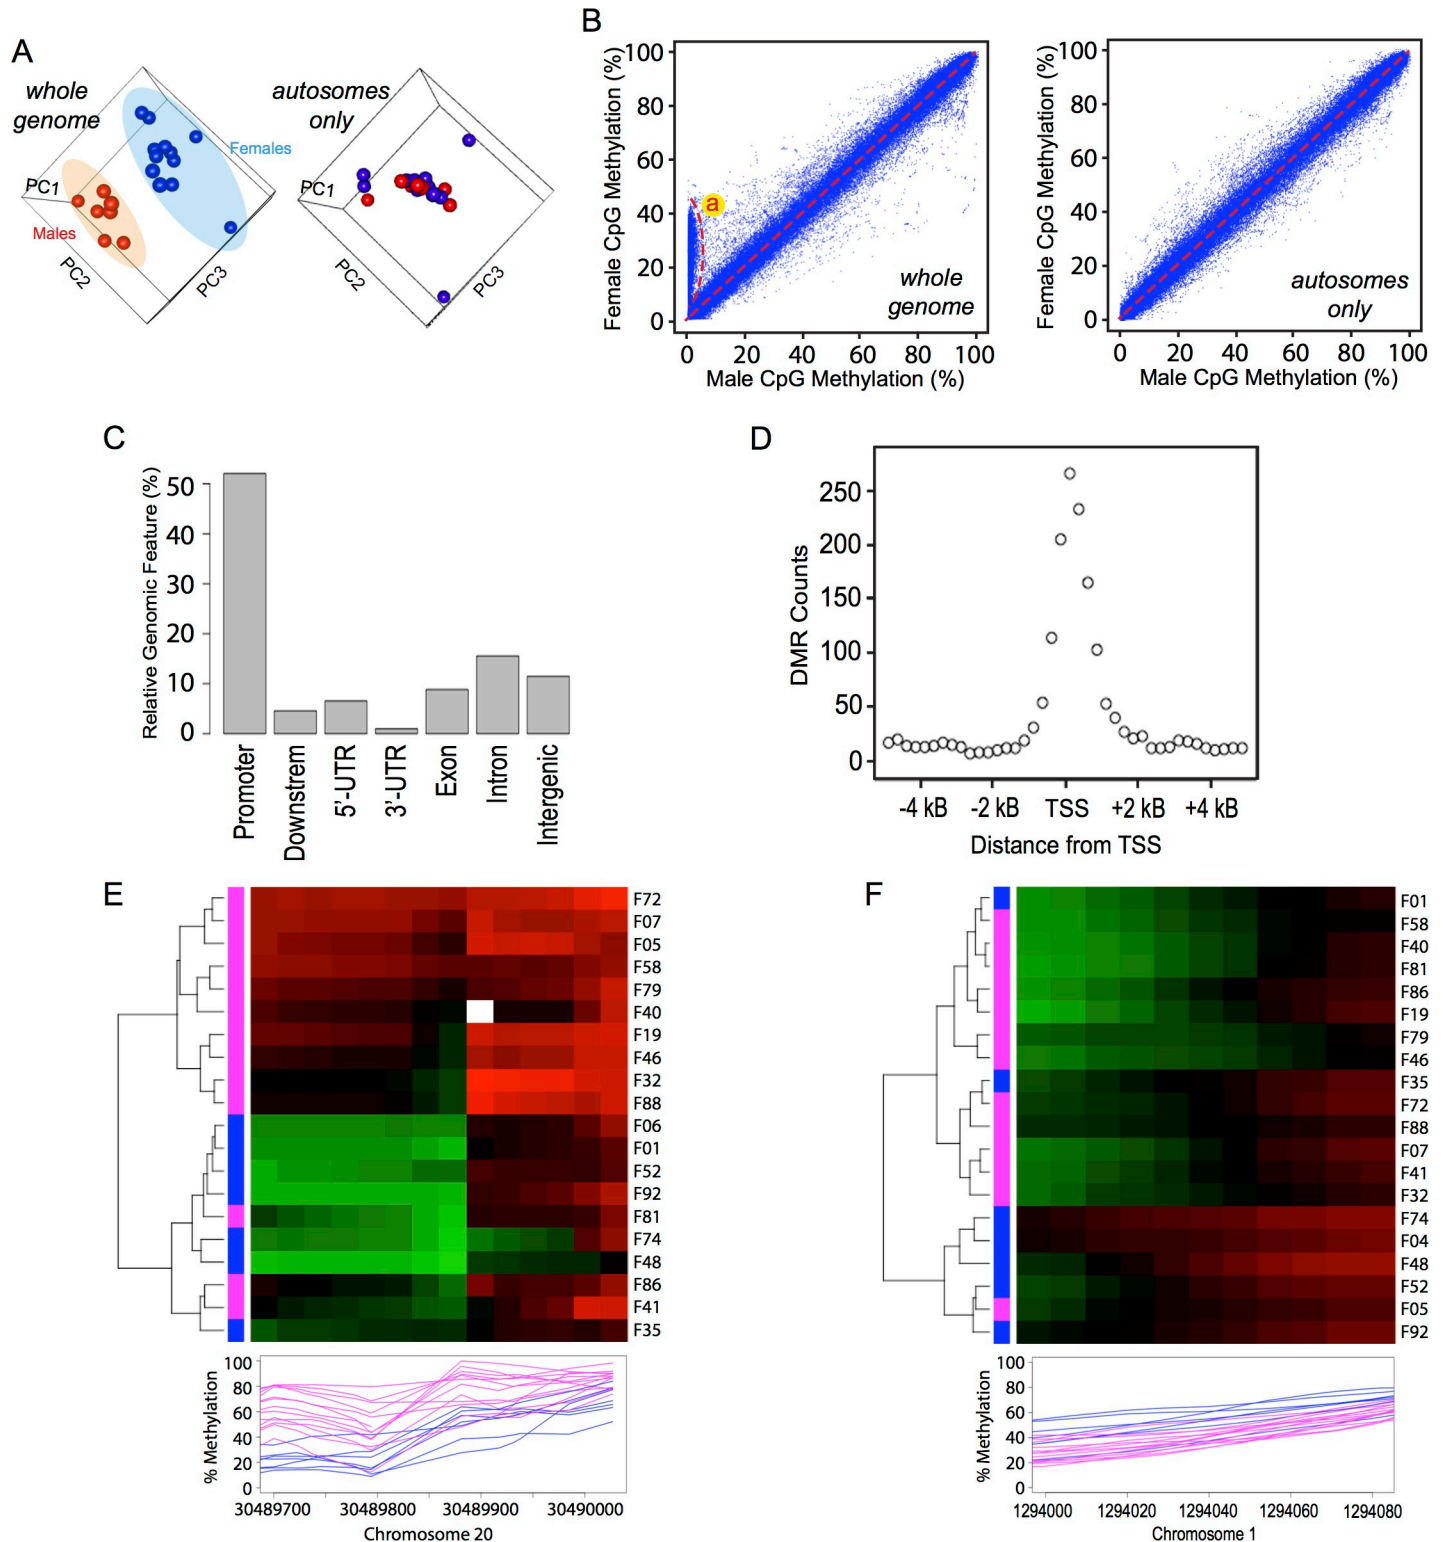 A
whole
genome
Females
PC1
Males
PC2
PC3
autosomes
only
PC1
PC2
PC3
B
Female CpG Methylation (%)
100
80
60
40
20
0
a
whole
genome
0 20 40 60 80 100
Male CpG Methylation (%)
Female CpG Methylation (%)
100
80
60
40
20
0
autosomes
only
0 20 40 60 80 100
Male CpG Methylation (%)
C
Relative Genomic Feature (%)
50
40
30
20
10
0
Promoter
Downstrem
5'-UTR
3'-UTR
Exon
Intron
Intergenic
D
DMR Counts
250
200
150
100
50
0
-4 kB -2 kB TSS +2 kB +4 kB
Distance from TSS
E
F72
F07
F05
F58
F79
F40
F19
F46
F32
F88
F06
F01
F52
F92
F81
F74
F48
F86
F41
F35
% Methylation
100
80
60
40
20
0
30489700 30489800 30489900 30490000
Chromosome 20
F
F01
F58
F40
F81
F86
F19
F79
F46
F35
F72
F88
F07
F41
F32
F74
F04
F48
F52
F05
F92
% Methylation
100
80
60
40
20
0
1294000 1294020 1294040 1294060 1294080
Chromosome 1